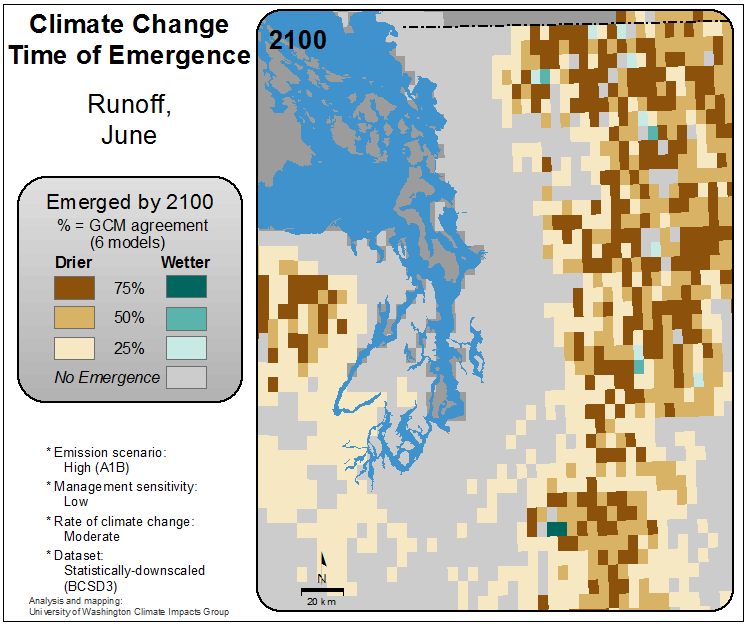 Climate Change
Time of Emergence
Runoff,
June
Emerged by 2100
% = GCM agreement
(6 models)
Drier Wetter
75%
50%
25%
No Emergence
* Emission scenario:
High (A1B)
* Management sensitivity:
Low
* Rate of climate change:
Moderate
* Dataset:
Statistically-downscaled
(BCSD3)
Analysis and mapping:
University of Washington Climate Impacts Group
2100
N
20 km